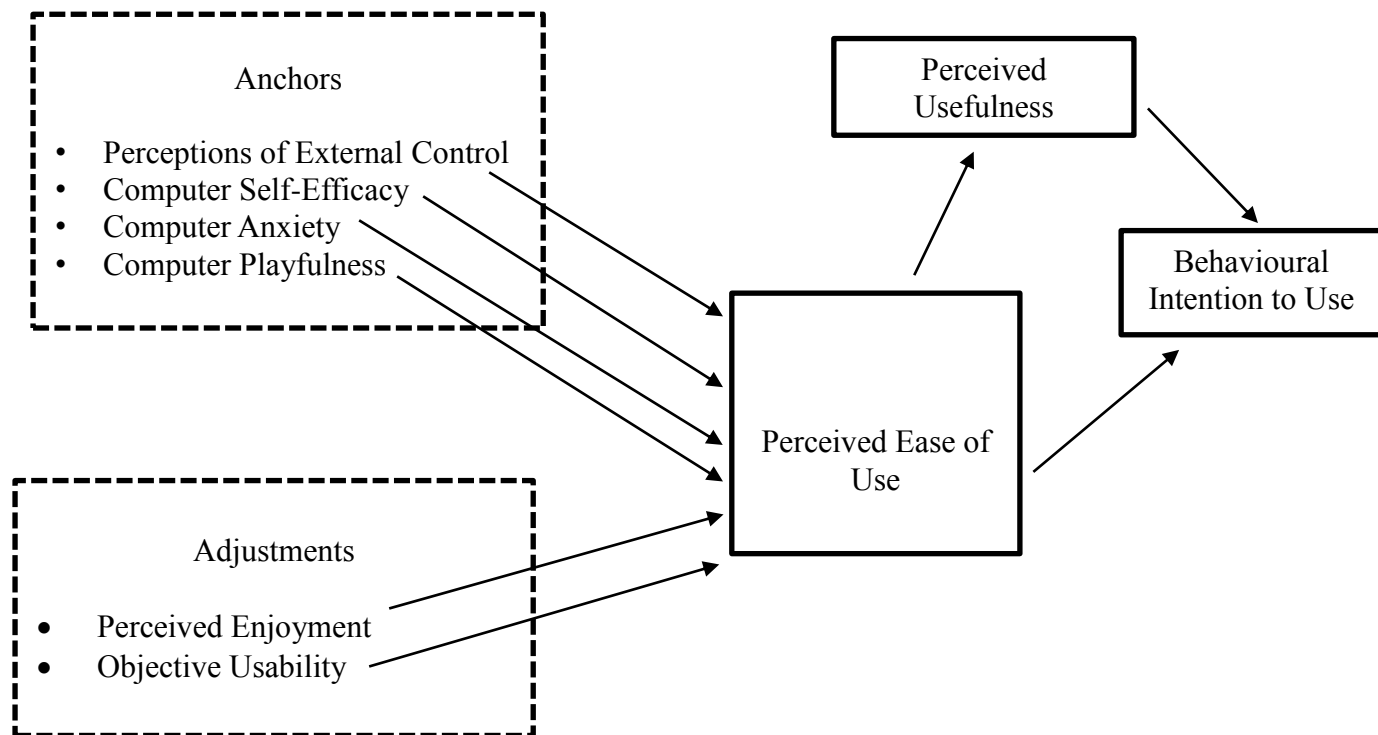 Anchors
• Perceptions of External Control
• Computer Self-Efficacy
• Computer Anxiety
• Computer Playfulness
Adjustments
• Perceived Enjoyment
• Objective Usability
Perceived Ease of
Use
Perceived
Usefulness
Behavioural
Intention to Use